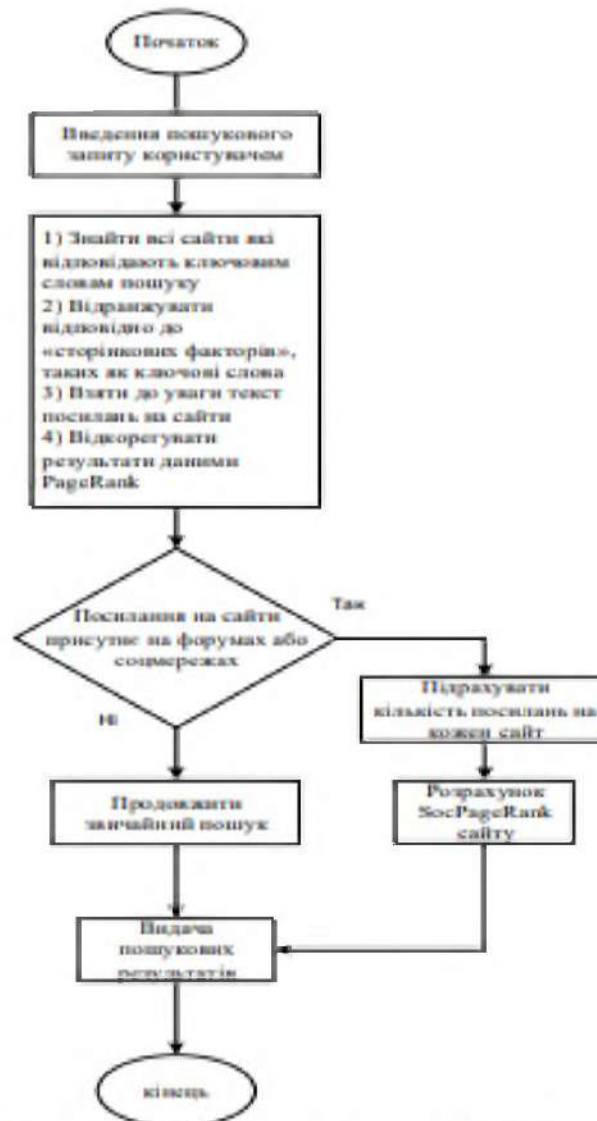 Початок
Введення пошукового
запиту користувачем
1) Знайти всі сайти які
відповідають ключовим
словам пошуку
2) Відранжувати
відповідно до
«сторінкових факторів»,
таких як ключові слова
3) Взяти до уваги текст
посилань на сайти
4) Відкорегувати
результати даними
PageRank
Посилання на сайти
присутнє на форумах або
соцмережах
Так
Ні
Підрахувати
кількість посилань на
кожен сайт
Продовжити
звичайний пошук
Розрахунок
SocPageRank
сайту
Видача
пошукових
результатів
кінець